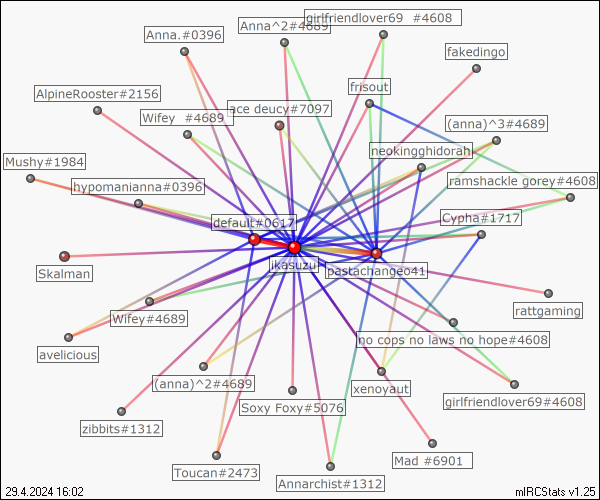 girlfriendlover69 #4608
Anna^2#4689
Anna.#0396
fakedingo
AlpineRooster#2156
frisout
ace deucy#7097
Wifey #4689
(anna)^3#4689
neokingghidorah
Mushy#1984
hypomanianna#0396
ramshackle gorey#4608
default#0617
Cypha#1717
ikasuzu
pastachangeo41
Skalman
rattgaming
Wifey#4689
no cops no laws no hope#4608
avelicious
(anna)^2#4689
xenoyaut
Soxy Foxy#5076
girlfriendlover69#4608
zibbits#1312
Mad #6901
Toucan#2473
Annarchist#1312
29.4.2024 16:02
mIRCStats v1.25